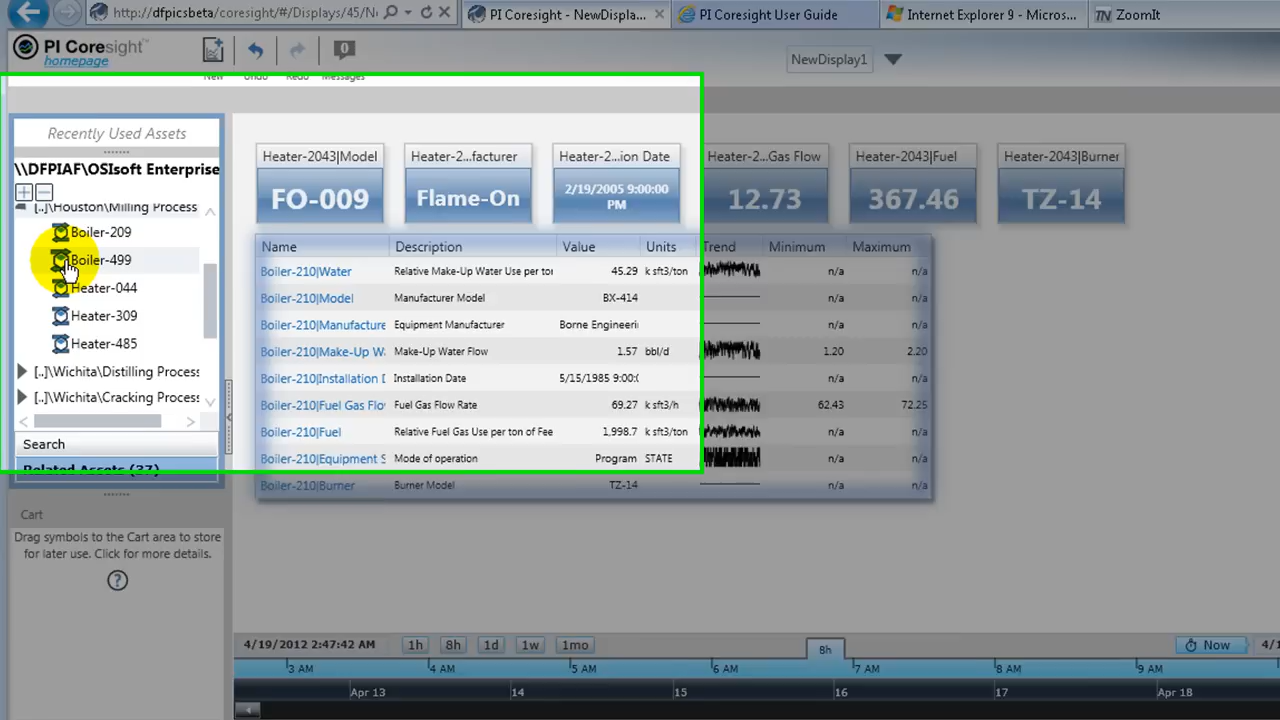 http://dfpicsbeta/coresight/#/Displays/45/Ne
PI Coresight - NewDispla...
PI Coresight User Guide
Internet Explorer 9 - Micros...
TN ZoomIt
PI Coresight™
homepage
0
New Undo Redo Messages
NewDisplay1
Recently Used Assets
\\DFPIAF\OSIsoft Enterprise
[..]\Houston\Milling Process
Boiler-209
Boiler-499
Heater-044
Heater-309
Heater-485
[..]\Wichita\Distilling Process
[..]\Wichita\Cracking Process
Search
Related Assets (37)
Cart
Drag symbols to the Cart area to store
for later use. Click for more details.
?
Heater-2043|Model Heater-2...facturer Heater-2...ion Date Heater-2...Gas Flow Heater-2043|Fuel Heater-2043|Burner
FO-009 Flame-On 2/19/2005 9:00:00 PM 12.73 367.46 TZ-14
Name Description Value Units Trend Minimum Maximum
Boiler-210|Water Relative Make-Up Water Use per ton 45.29 k sft3/ton n/a n/a
Boiler-210|Model Manufacturer Model BX-414 n/a n/a
Boiler-210|Manufacture Equipment Manufacturer Borne Engineeri n/a n/a
Boiler-210|Make-Up Wa Make-Up Water Flow 1.57 bbl/d 1.20 2.20
Boiler-210|Installation D Installation Date 5/15/1985 9:00:0 n/a n/a
Boiler-210|Fuel Gas Flo Fuel Gas Flow Rate 69.27 k sft3/h 62.43 72.25
Boiler-210|Fuel Relative Fuel Gas Use per ton of Fee 1,998.7 k sft3/ton n/a n/a
Boiler-210|Equipment S Mode of operation Program STATE n/a n/a
Boiler-210|Burner Burner Model TZ-14 n/a n/a
4/19/2012 2:47:42 AM 1h 8h 1d 1w 1mo 8h Now 4/1
3 AM 4 AM 5 AM 6 AM 7 AM 8 AM 9 AM
Apr 13 14 15 16 17 Apr 18